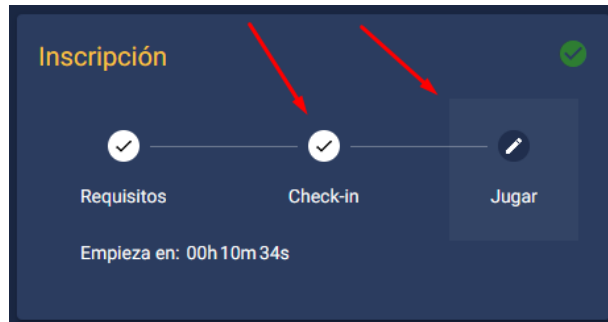 Inscripción
Requisitos Check-in Jugar
Empieza en: 00h 10m 34s